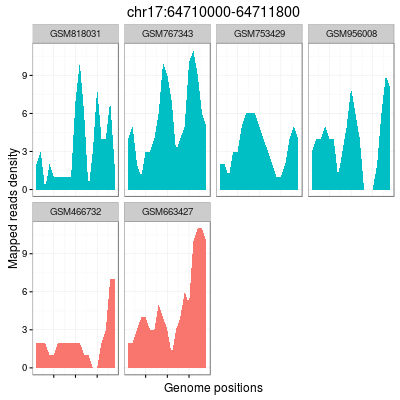 chr17:64710000-64711800
GSM818031 GSM767343 GSM753429 GSM956008
9
6
3
0
GSM466732 GSM663427
9
6
3
0
Mapped reads density
Genome positions